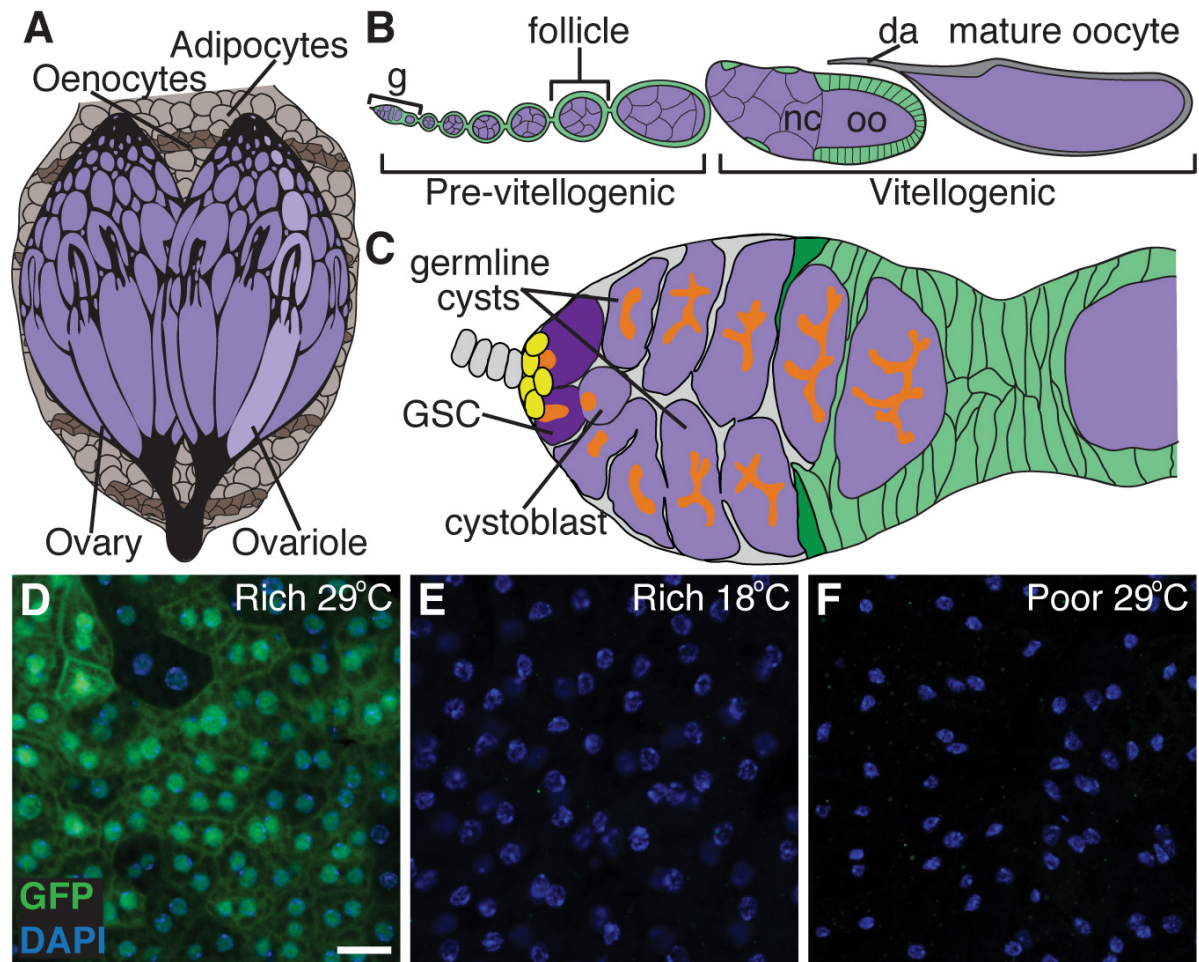 A
Adipocytes
Oenocytes
Ovary
Ovariole
B
follicle
da
mature oocyte
g
nc
oo
Pre-vitellogenic
Vitellogenic
C
germline
cysts
GSC
cystoblast
D
Rich 29°C
GFP
DAPI
E
Rich 18°C
F
Poor 29°C